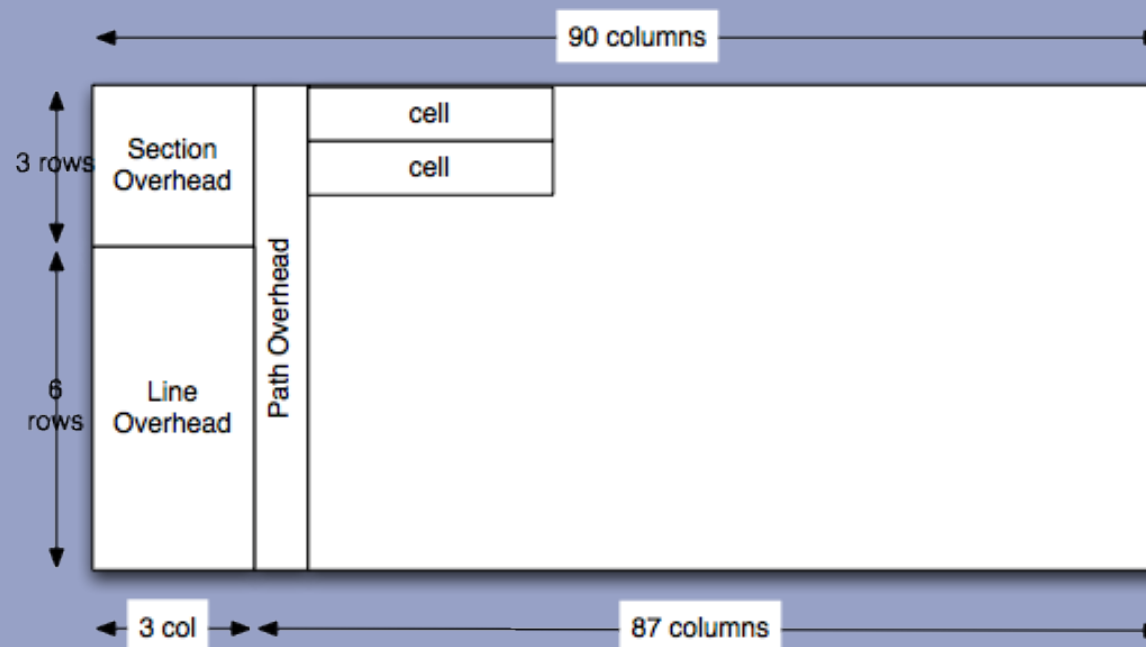 90 columns
3 rows
Section
Overhead
cell
cell
Path Overhead
6
rows
Line
Overhead
3 col
87 columns